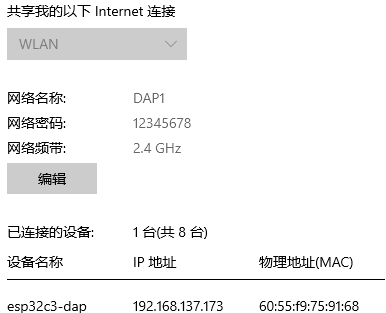 共享我的以下 Internet 连接
WLAN
网络名称: DAP1
网络密码: 12345678
网络频带: 2.4 GHz
编辑
已连接的设备: 1 台(共 8 台)
设备名称 IP 地址 物理地址(MAC)
esp32c3-dap 192.168.137.173 60:55:f9:75:91:68